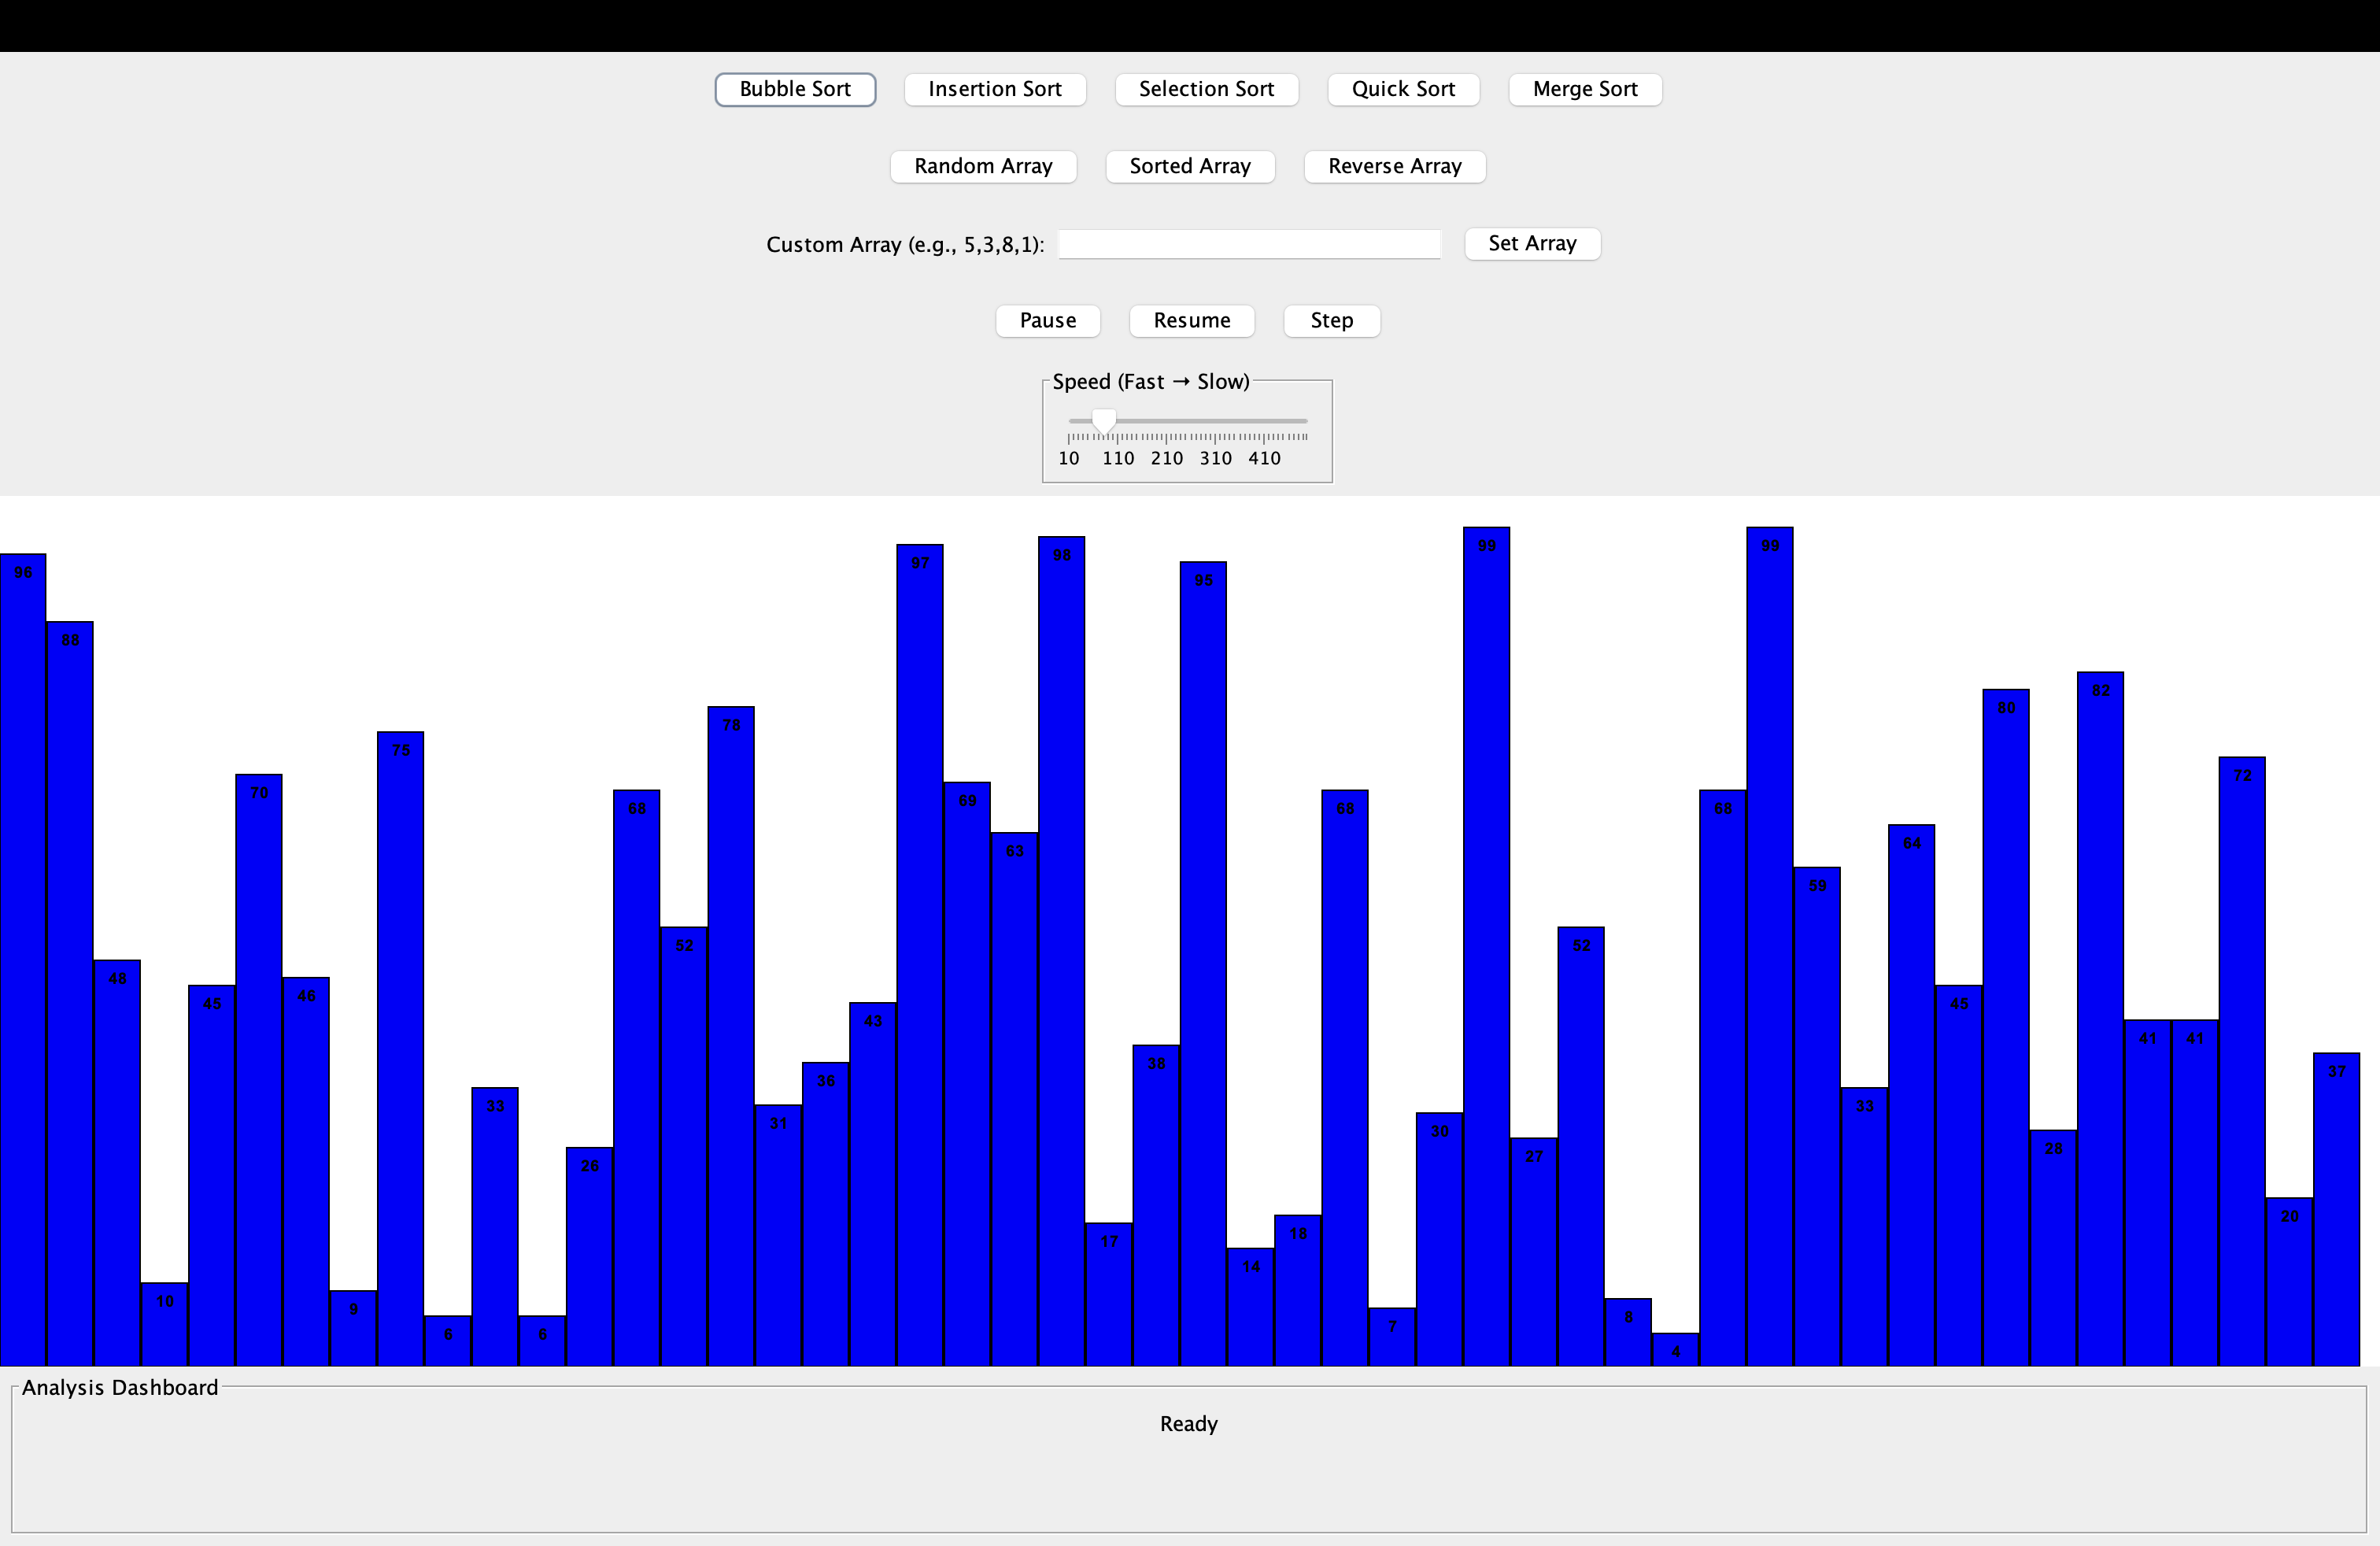 Bubble Sort Insertion Sort Selection Sort Quick Sort Merge Sort
Random Array Sorted Array Reverse Array
Custom Array (e.g., 5,3,8,1): Set Array
Pause Resume Step
Speed (Fast → Slow)
10 110 210 310 410
96 88 48 10 45 70 46 9 75 6 33 6 26 68 52 78 31 36 43 97 69 63 98 17 38 95 14 18 68 7 30 99 27 52 8 4 68 99 59 33 64 45 80 28 82 41 41 72 20 37
Analysis Dashboard
Ready